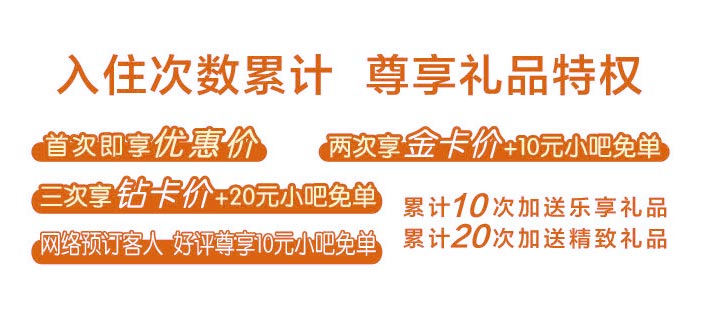 入住次数累计 尊享礼品特权
首次即享优惠价
两次享金卡价+10元小吧免单
三次享钻卡价+20元小吧免单
网络预订客人 好评尊享10元小吧免单
累计10次加送乐享礼品
累计20次加送精致礼品